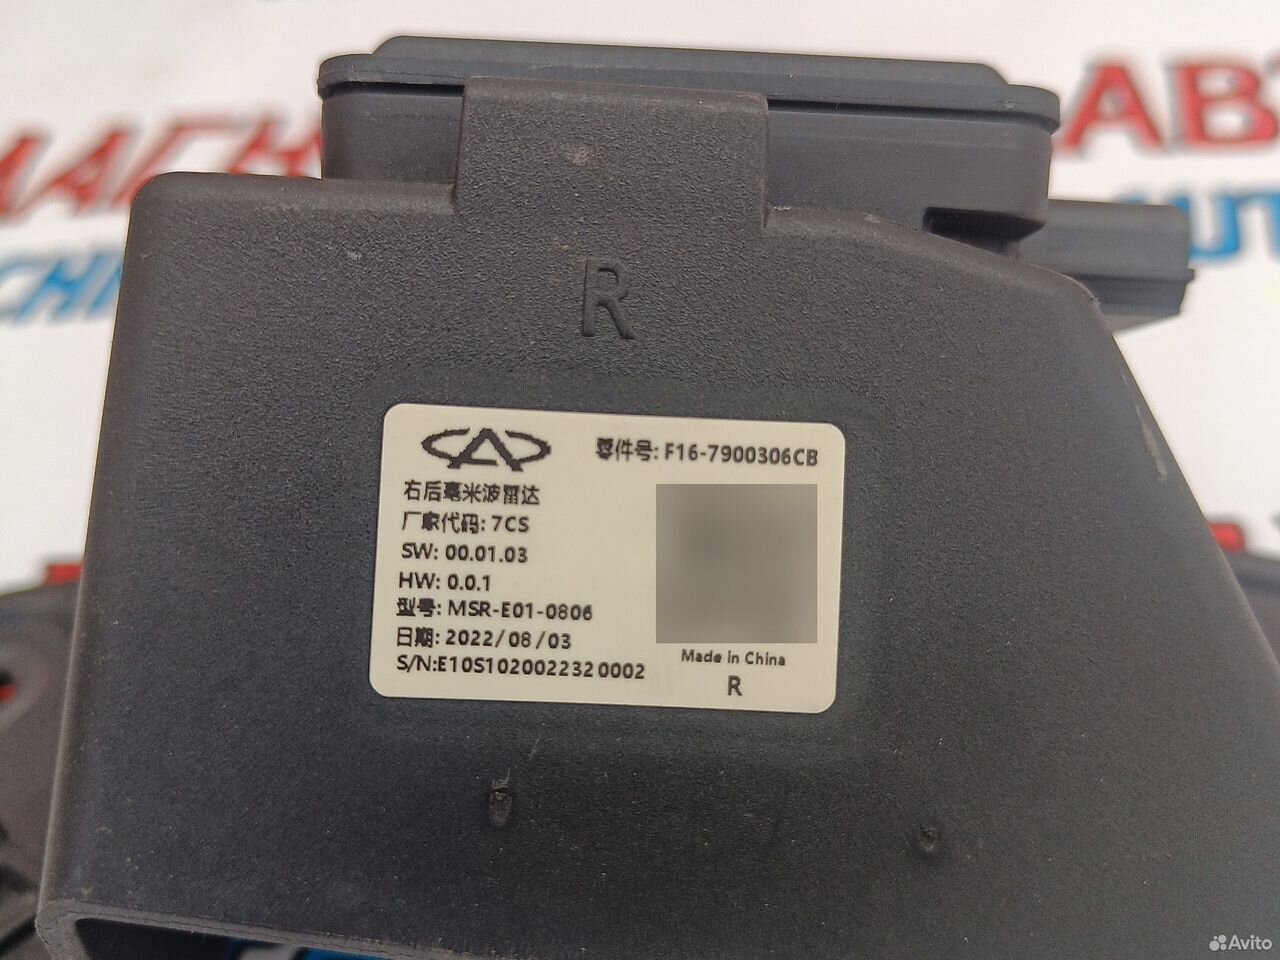 R
零件号: F16-7900306CB
右后毫米波雷达
厂家代码: 7CS
SW: 00.01.03
HW: 0.0.1
型号: MSR-E01-0806
日期: 2022/08/03
S/N:E10S1020022320002
Made in China
R
Avito